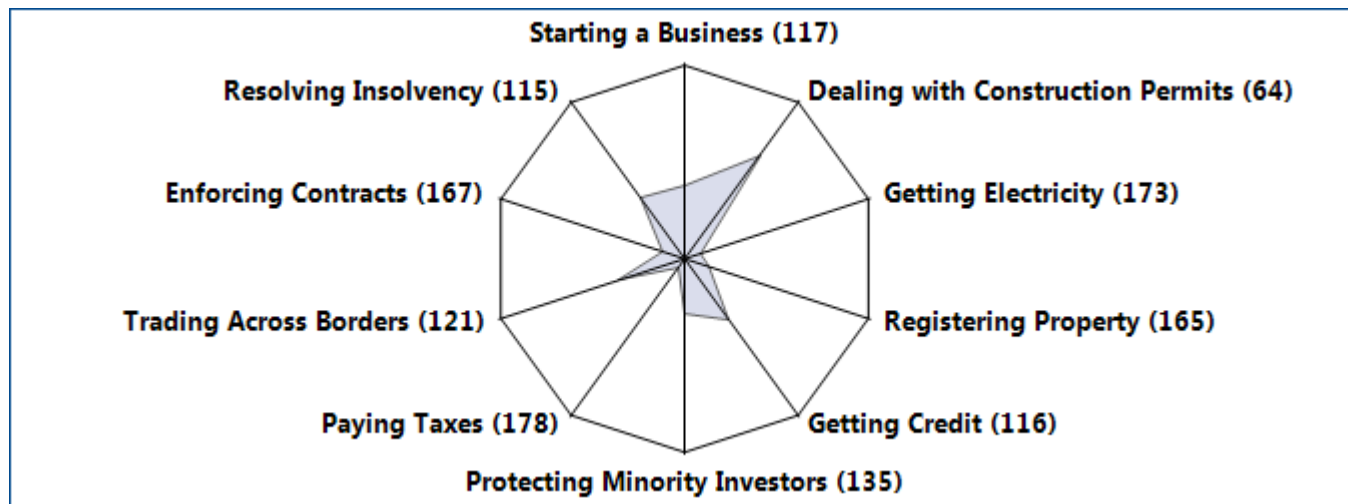 Starting a Business (117)
Resolving Insolvency (115)
Dealing with Construction Permits (64)
Enforcing Contracts (167)
Getting Electricity (173)
Trading Across Borders (121)
Registering Property (165)
Paying Taxes (178)
Getting Credit (116)
Protecting Minority Investors (135)